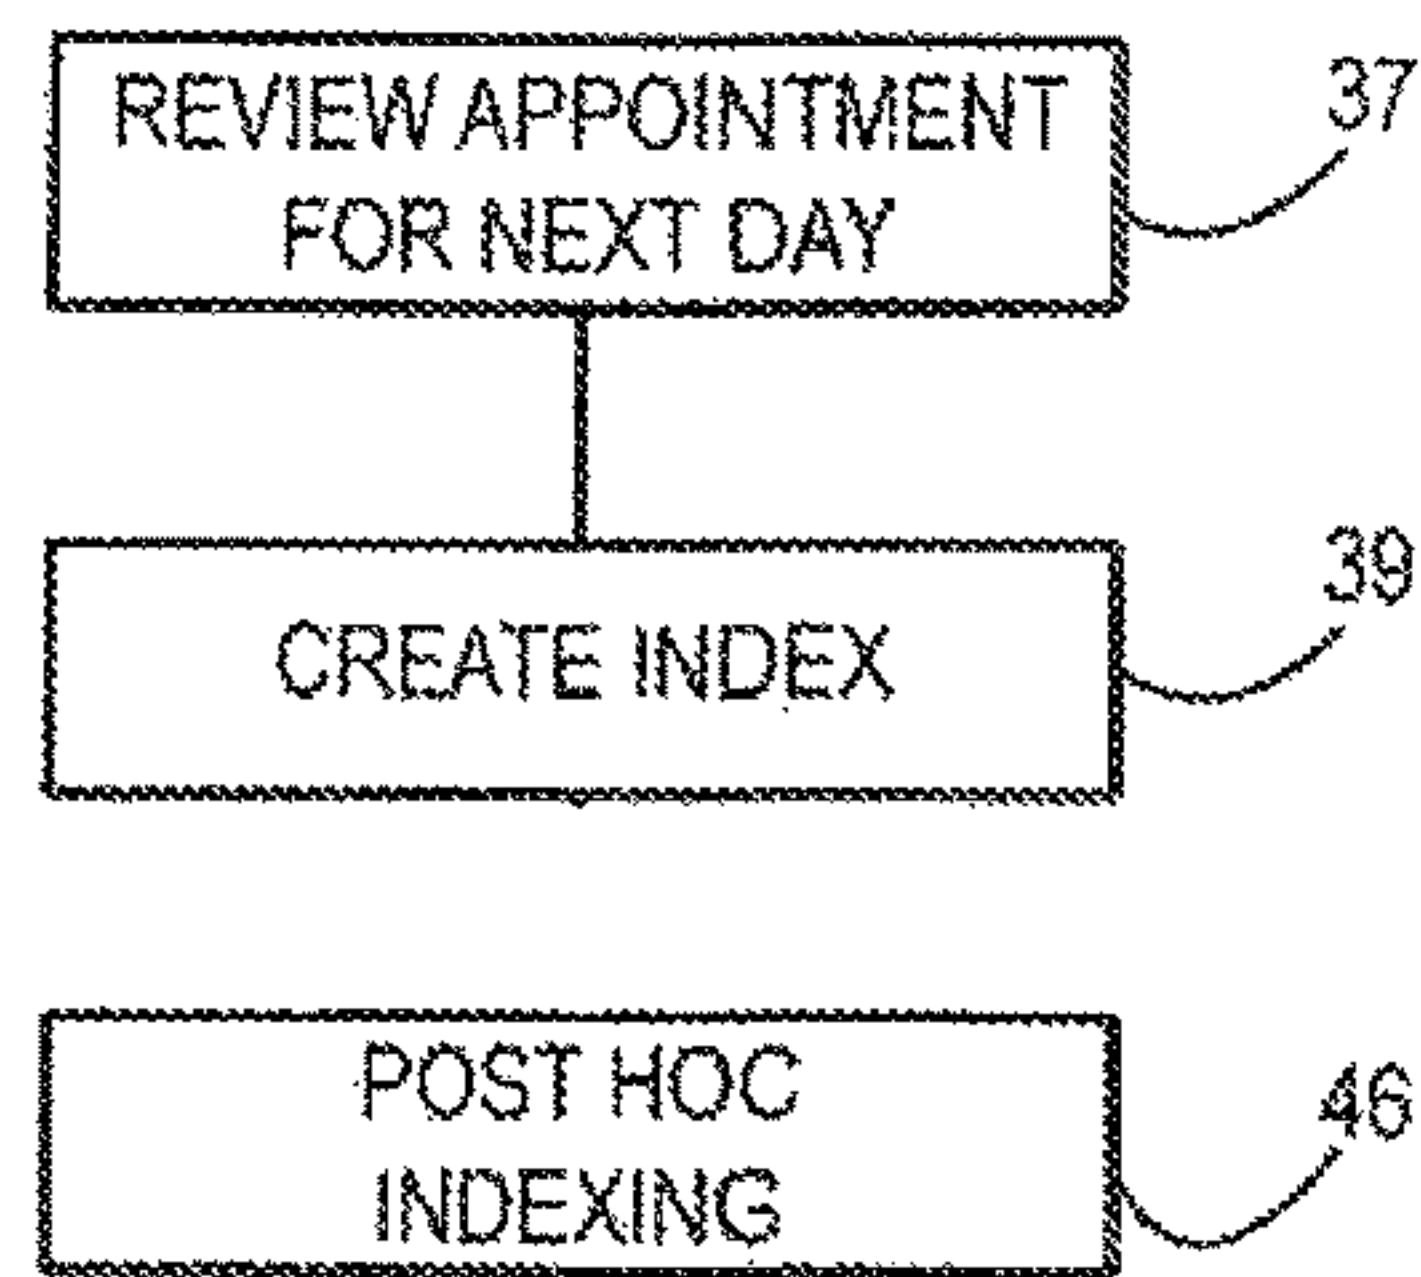 REVIEW APPOINTMENT
FOR NEXT DAY
37
CREATE INDEX
39
POST HOC
INDEXING
46